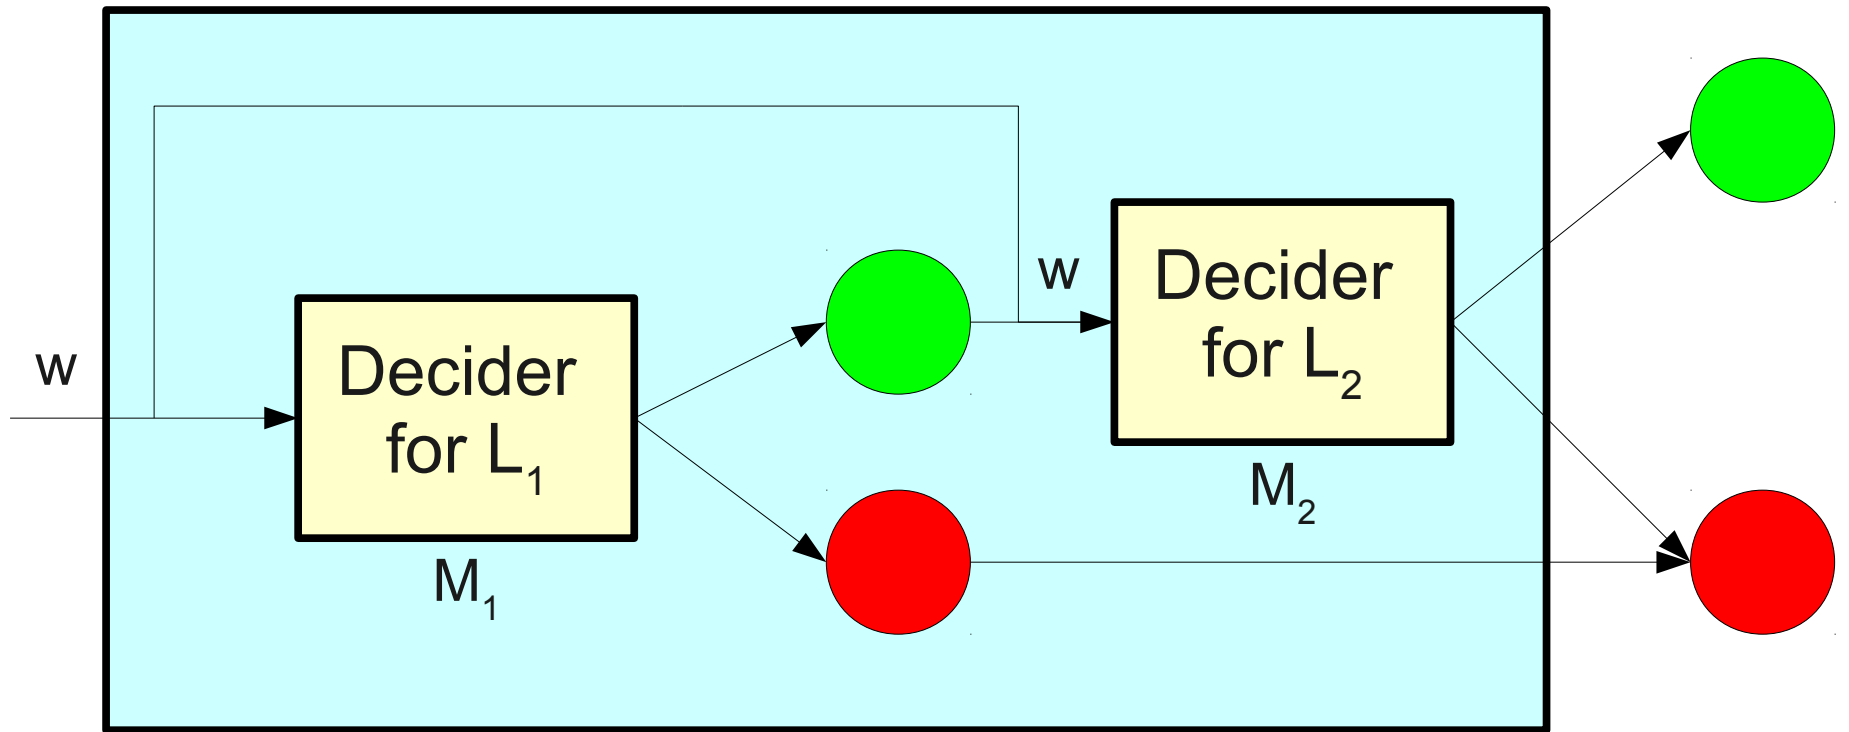 w
Decider
for L₁
M₁
w
Decider
for L₂
M₂